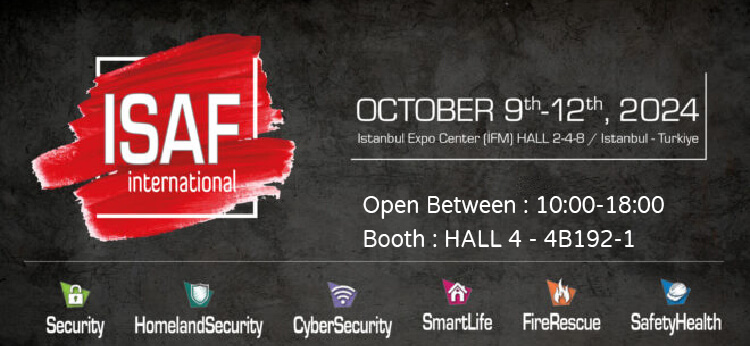 ISAF
international
OCTOBER 9th-12th, 2024
Istanbul Expo Center (IFM) HALL 2-4-8 / Istanbul - Turkiye
Open Between : 10:00-18:00
Booth : HALL 4 - 4B192-1
Security HomelandSecurity CyberSecurity SmartLife FireRescue SafetyHealth